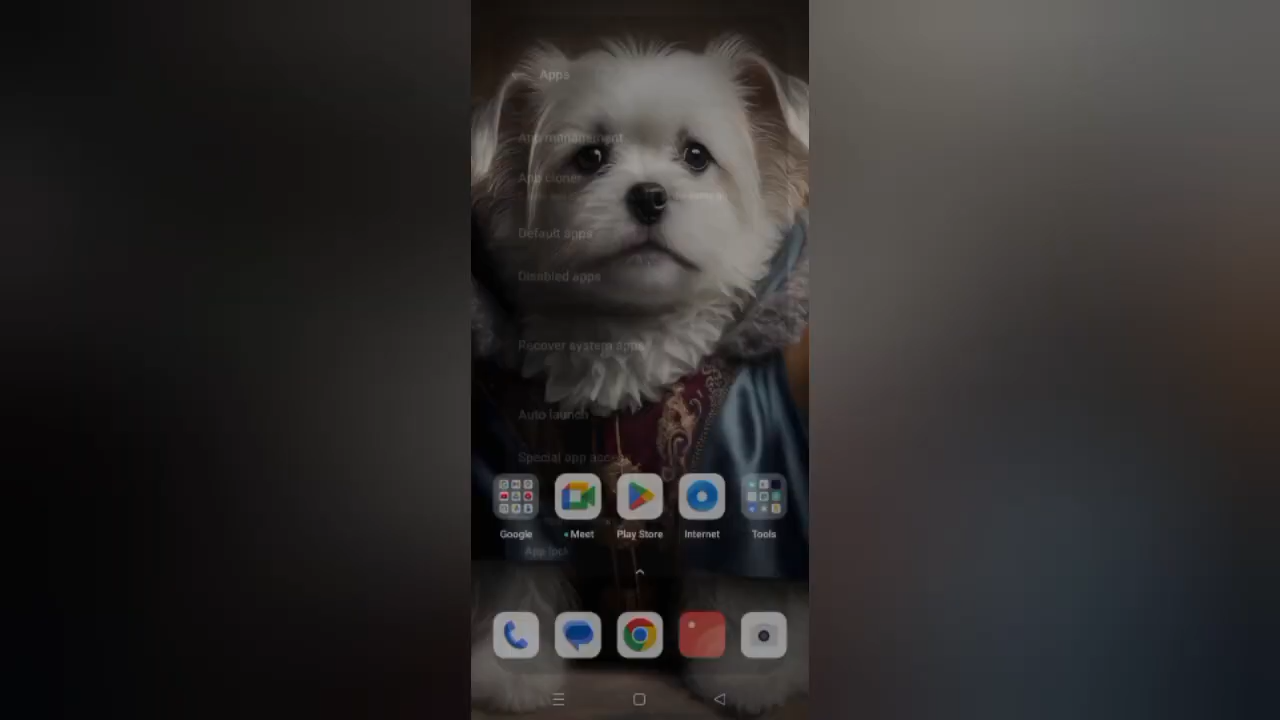 Apps
App management
App cloner
Default apps
Disabled apps
Recover system apps
Auto launch
Special app access
Google
Meet
Play Store
Internet
Tools
App lock